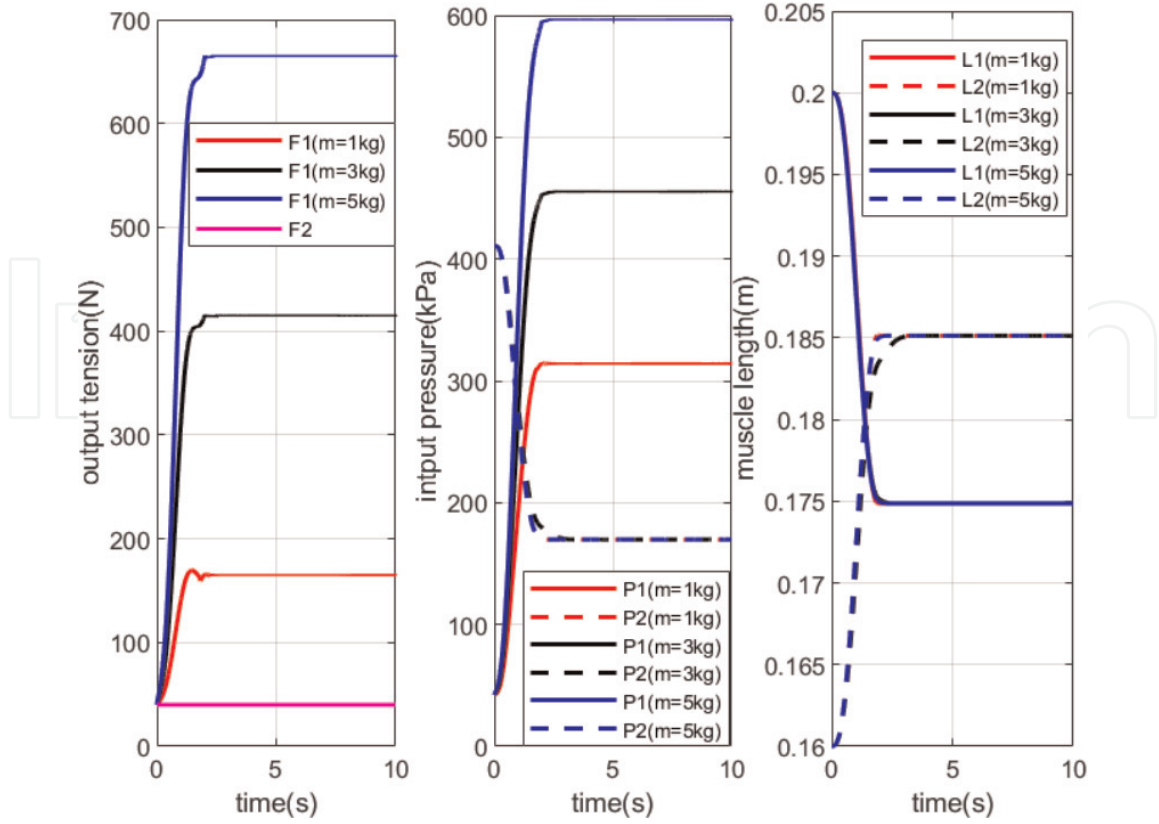 700
600
500
400
300
200
100
0
output tension(N)
F1(m=1kg)
F1(m=3kg)
F1(m=5kg)
F2
0
5
10
time(s)
600
500
400
300
200
100
0
intput pressure(kPa)
P1(m=1kg)
P2(m=1kg)
P1(m=3kg)
P2(m=3kg)
P1(m=5kg)
P2(m=5kg)
0
5
10
time(s)
0.205
0.2
0.195
0.19
0.185
0.18
0.175
0.17
0.165
0.16
muscle length(m)
L1(m=1kg)
L2(m=1kg)
L1(m=3kg)
L2(m=3kg)
L1(m=5kg)
L2(m=5kg)
0
5
10
time(s)